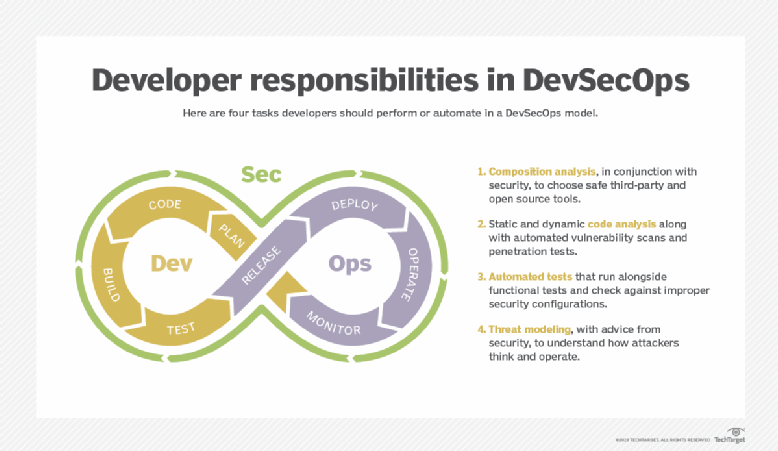 Developer responsibilities in DevSecOps
Here are four tasks developers should perform or automate in a DevSecOps model.
Sec
CODE
PLAN
Dev
BUILD
TEST
RELEASE
DEPLOY
Ops
OPERATE
MONITOR
1. Composition analysis, in conjunction with
security, to choose safe third-party and
open source tools.
2. Static and dynamic code analysis along
with automated vulnerability scans and
penetration tests.
3. Automated tests that run alongside
functional tests and check against improper
security configurations.
4. Threat modeling, with advice from
security, to understand how attackers
think and operate.
TECHTARGET. ALL RIGHTS RESERVED
TechTarget